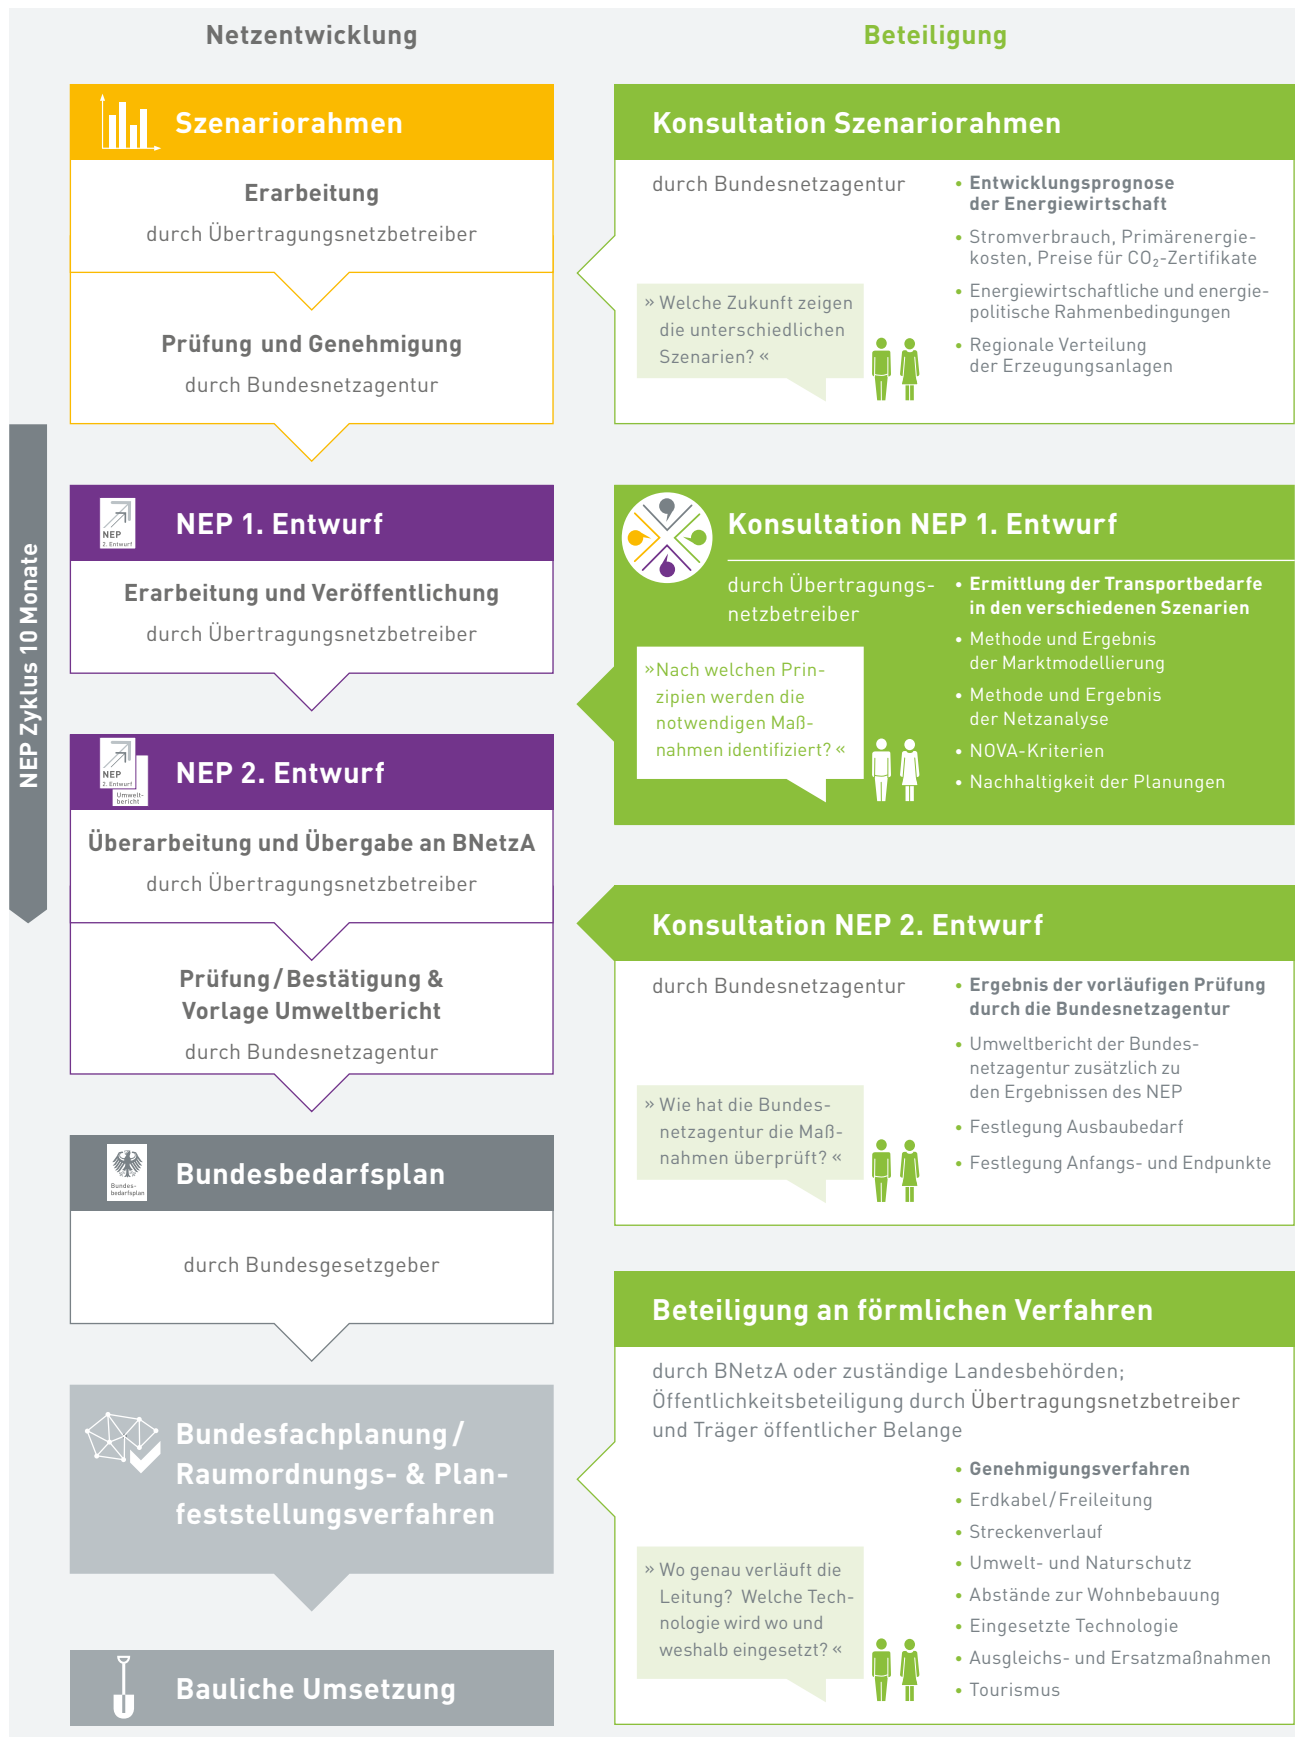 Netzentwicklung
Szenariorahmen
Erarbeitung
durch Übertragungsnetzbetreiber
Prüfung und Genehmigung
durch Bundesnetzagentur
NEP Zyklus 10 Monate
NEP
2. Entwurf
NEP 1. Entwurf
Erarbeitung und Veröffentlichung
durch Übertragungsnetzbetreiber
NEP
2. Entwurf
Umwelt-
bericht
NEP 2. Entwurf
Überarbeitung und Übergabe an BNetzA
durch Übertragungsnetzbetreiber
Prüfung / Bestätigung &
Vorlage Umweltbericht
durch Bundesnetzagentur
Bundes-
bedarfsplan
Bundesbedarfsplan
durch Bundesgesetzgeber
Bundesfachplanung /
Raumordnungs- & Plan-
feststellungsverfahren
Bauliche Umsetzung
Beteiligung
Konsultation Szenariorahmen
durch Bundesnetzagentur
» Welche Zukunft zeigen
die unterschiedlichen
Szenarien? «
• Entwicklungsprognose
der Energiewirtschaft
• Stromverbrauch, Primärenergie-
kosten, Preise für CO₂-Zertifikate
• Energiewirtschaftliche und energie-
politische Rahmenbedingungen
• Regionale Verteilung
der Erzeugungsanlagen
Konsultation NEP 1. Entwurf
durch Übertragungs-
netzbetreiber
»Nach welchen Prin-
zipien werden die
notwendigen Maß-
nahmen identifiziert? «
• Ermittlung der Transportbedarfe
in den verschiedenen Szenarien
• Methode und Ergebnis
der Marktmodellierung
• Methode und Ergebnis
der Netzanalyse
• NOVA-Kriterien
• Nachhaltigkeit der Planungen
Konsultation NEP 2. Entwurf
durch Bundesnetzagentur
» Wie hat die Bundes-
netzagentur die Maß-
nahmen überprüft? «
• Ergebnis der vorläufigen Prüfung
durch die Bundesnetzagentur
• Umweltbericht der Bundes-
netzagentur zusätzlich zu
den Ergebnissen des NEP
• Festlegung Ausbaubedarf
• Festlegung Anfangs- und Endpunkte
Beteiligung an förmlichen Verfahren
durch BNetzA oder zuständige Landesbehörden;
Öffentlichkeitsbeteiligung durch Übertragungsnetzbetreiber
und Träger öffentlicher Belange
» Wo genau verläuft die
Leitung? Welche Tech-
nologie wird wo und
weshalb eingesetzt? «
• Genehmigungsverfahren
• Erdkabel / Freileitung
• Streckenverlauf
• Umwelt- und Naturschutz
• Abstände zur Wohnbebauung
• Eingesetzte Technologie
• Ausgleichs- und Ersatzmaßnahmen
• Tourismus